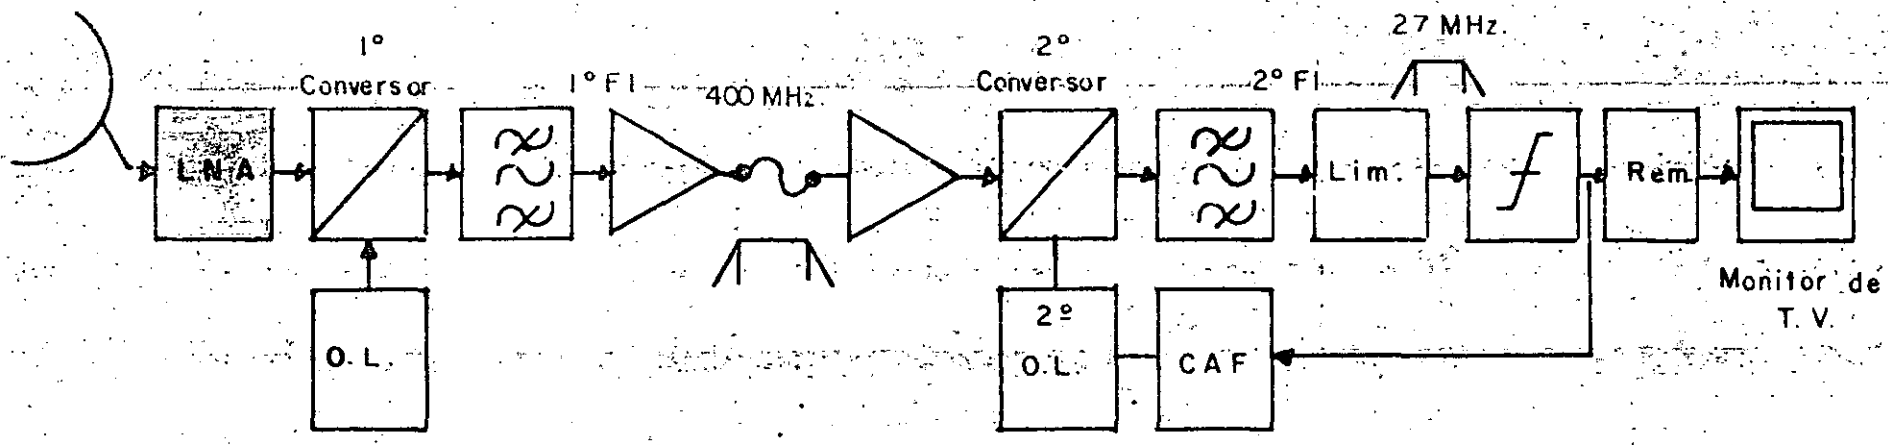 1°
Conversor
1° FI
400 MHz.
2°
Conversor
2° FI
27 MHz.
LNA
Lim.
Rem
Monitor de
T. V.
O. L.
2º
O. L.
CAF